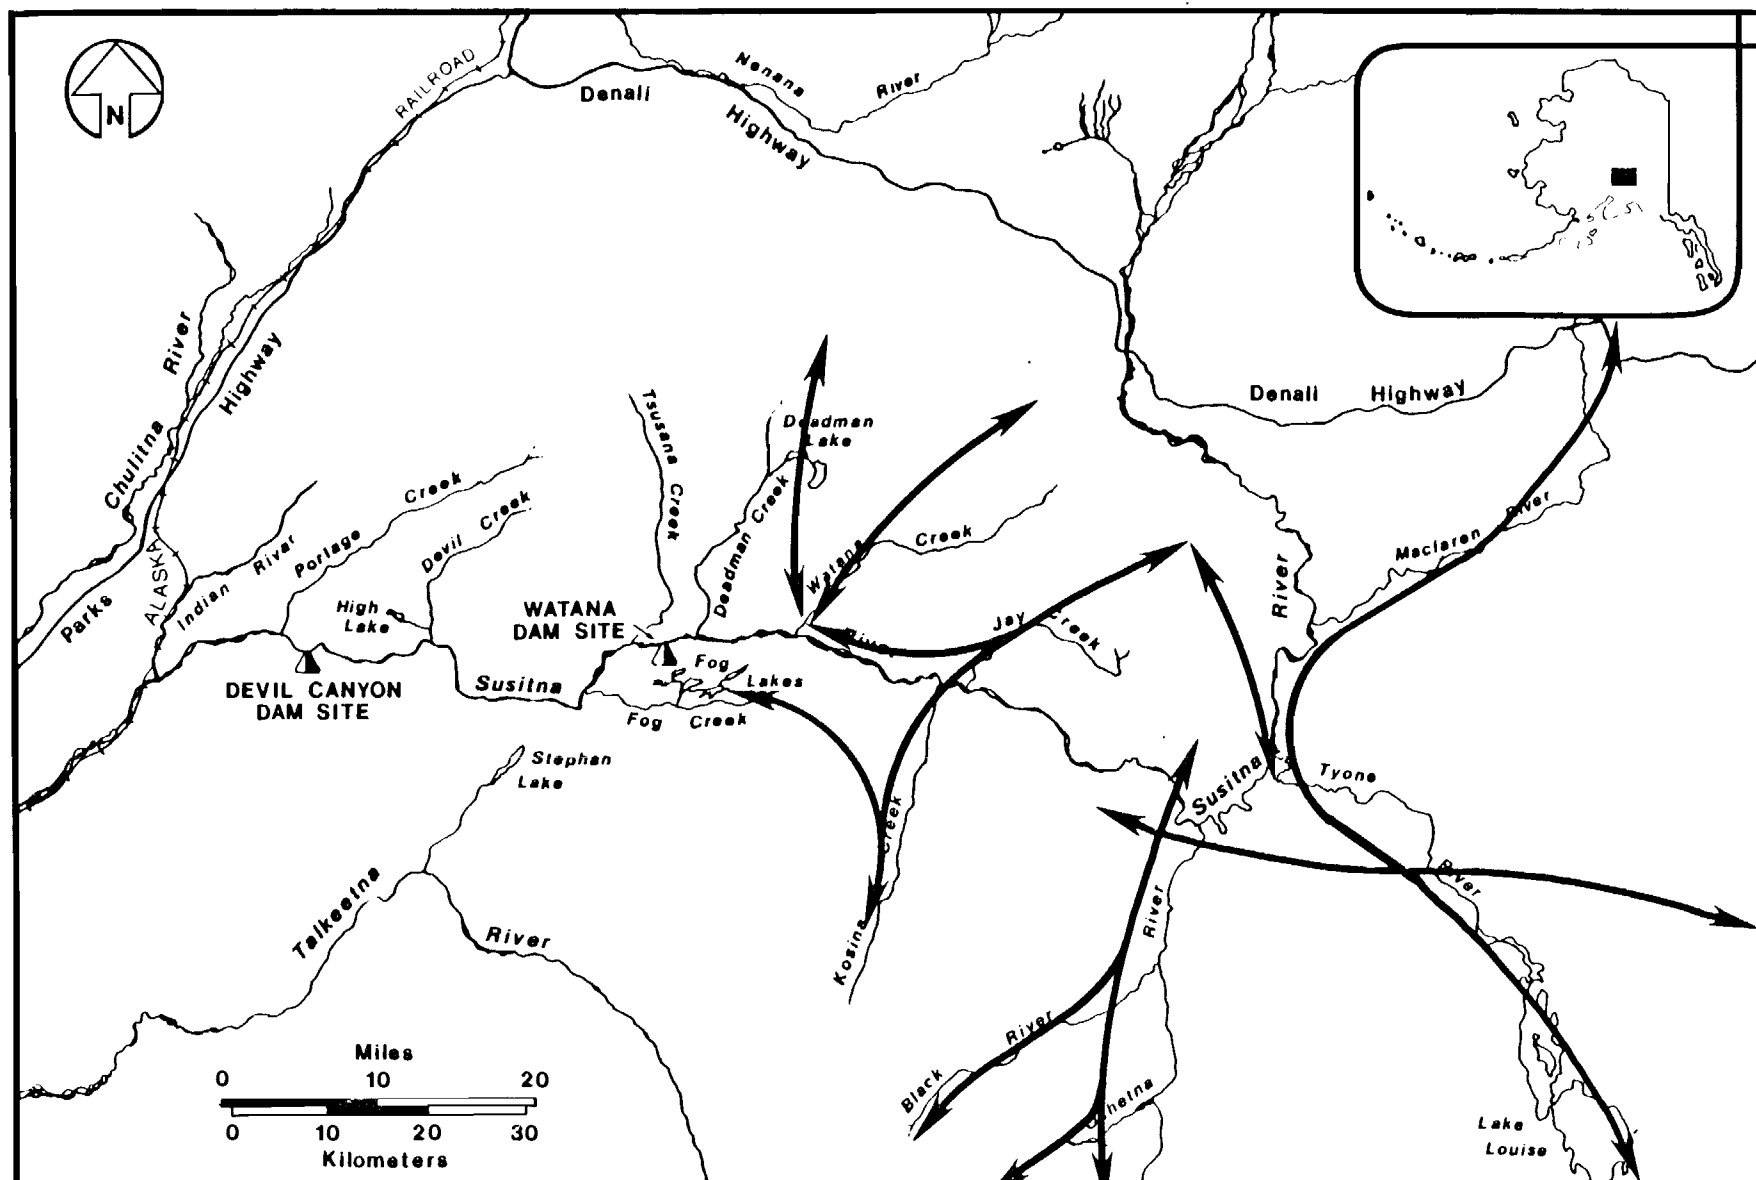 N
RAILROAD
Denali
Highway
Nenana
River
Chulitna
River
Highway
Parks
ALASKA
Indian River
Portage Creek
Devil Creek
High
Lake
Tsusana Creek
WATANA
DAM SITE
Deadman
Lake
Deadman Creek
Watana
Creek
Jay Creek
River
Denali Highway
Maclaren River
River
DEVIL CANYON
DAM SITE
Susitna
Fog
Lakes
Fog Creek
Stephan
Lake
Susitna
Tyone
River
Talkeetna
River
Kosina
Creek
River
Black River
hetna
Lake
Louise
Miles
0 10 20
0 10 20 30
Kilometers